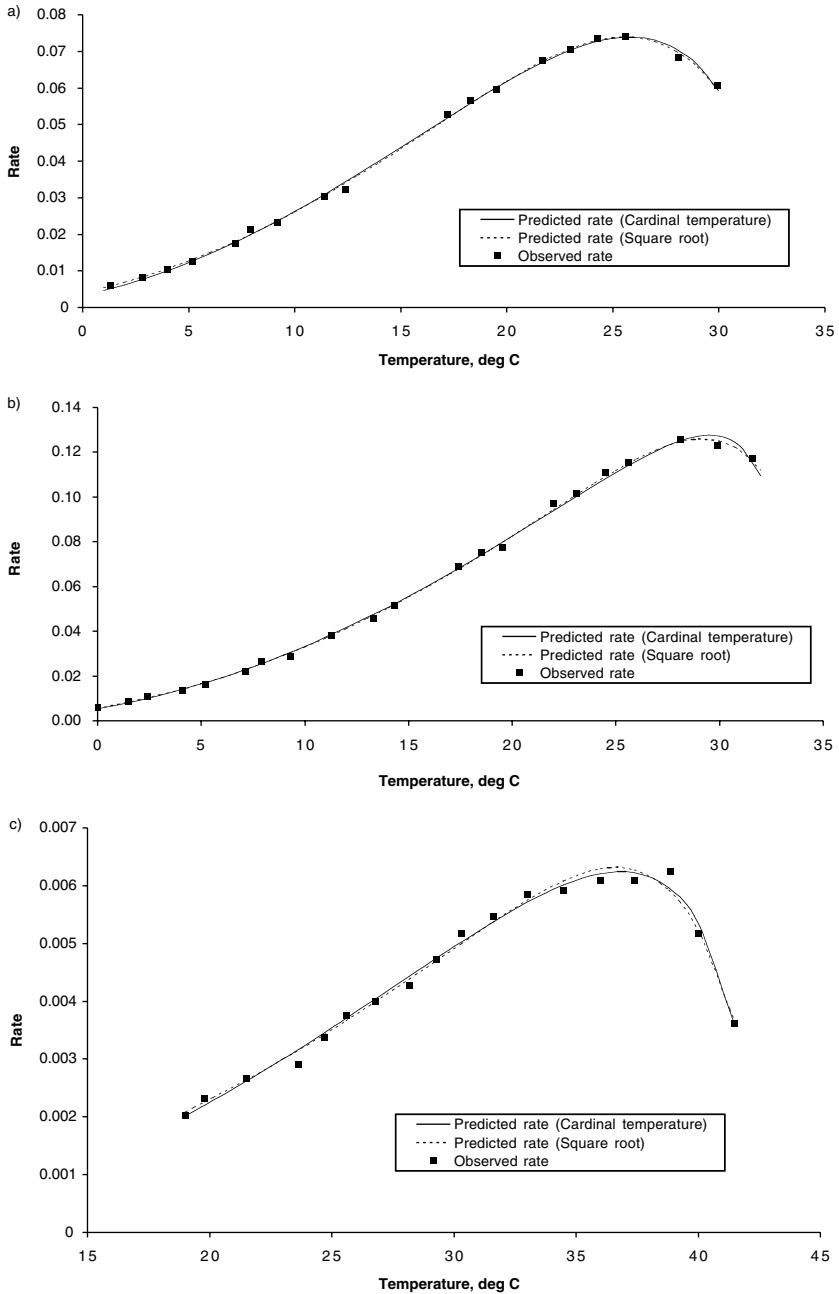 a)
0.08
0.07
0.06
0.05
0.04
0.03
0.02
0.01
0
Rate
Predicted rate (Cardinal temperature)
Predicted rate (Square root)
Observed rate
0 5 10 15 20 25 30 35
Temperature, deg C
b)
0.14
0.12
0.10
0.08
0.06
0.04
0.02
0.00
Rate
Predicted rate (Cardinal temperature)
Predicted rate (Square root)
Observed rate
0 5 10 15 20 25 30 35
Temperature, deg C
c)
0.007
0.006
0.005
0.004
0.003
0.002
0.001
0
Rate
Predicted rate (Cardinal temperature)
Predicted rate (Square root)
Observed rate
15 20 25 30 35 40 45
Temperature, deg C